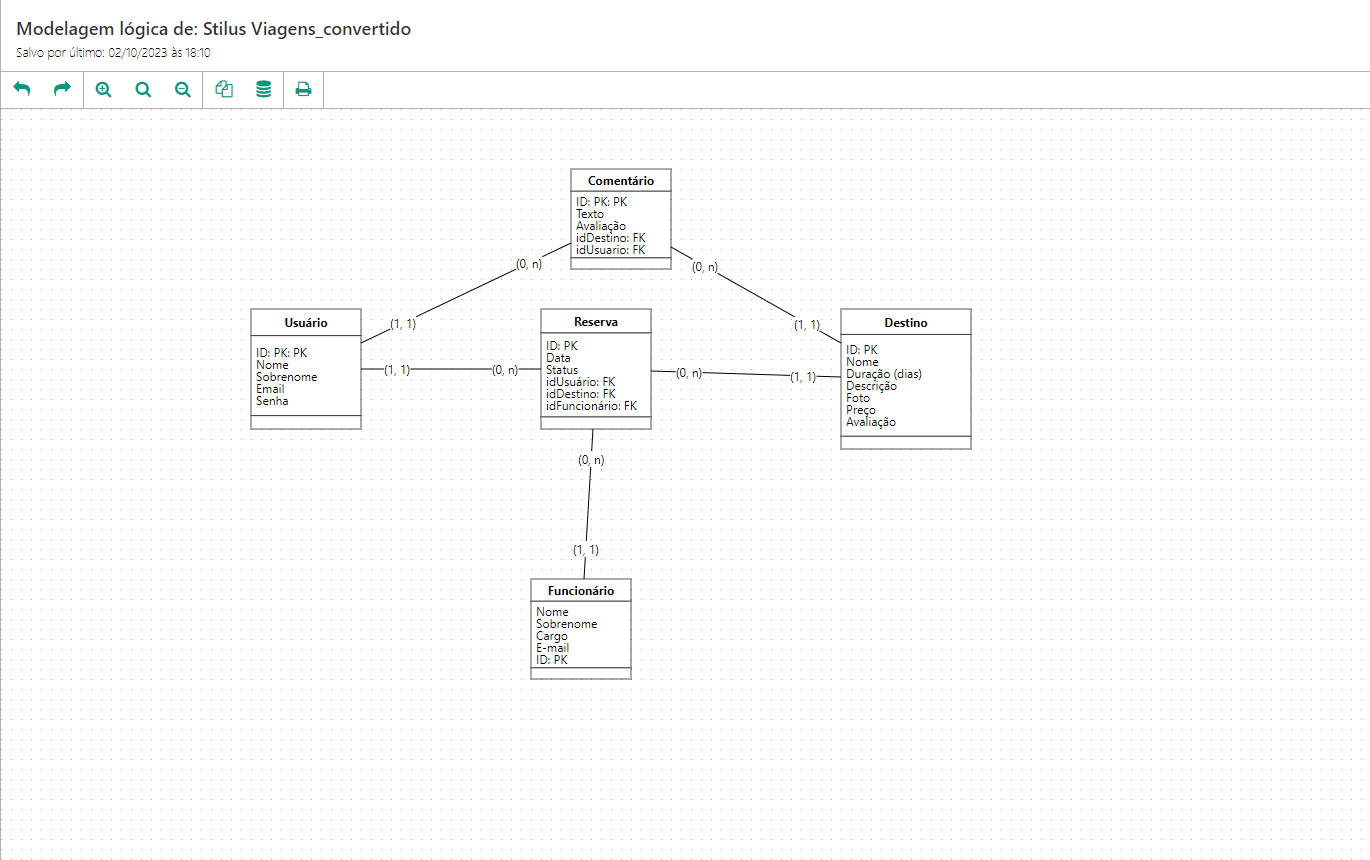 Modelagem lógica de: Stilus Viagens_convertido
Salvo por último: 02/10/2023 às 18:10
Comentário
ID: PK: PK
Texto
Avaliação
idDestino: FK
idUsuario: FK
(0, n)
(0, n)
(1, 1)
(1, 1)
Usuário
ID: PK: PK
Nome
Sobrenome
Email
Senha
(1, 1)
(0, n)
Reserva
ID: PK
Data
Status
idUsuário: FK
idDestino: FK
idFuncionário: FK
(0, n)
(1, 1)
Destino
ID: PK
Nome
Duração (dias)
Descrição
Foto
Preço
Avaliação
(0, n)
(1, 1)
Funcionário
Nome
Sobrenome
Cargo
E-mail
ID: PK